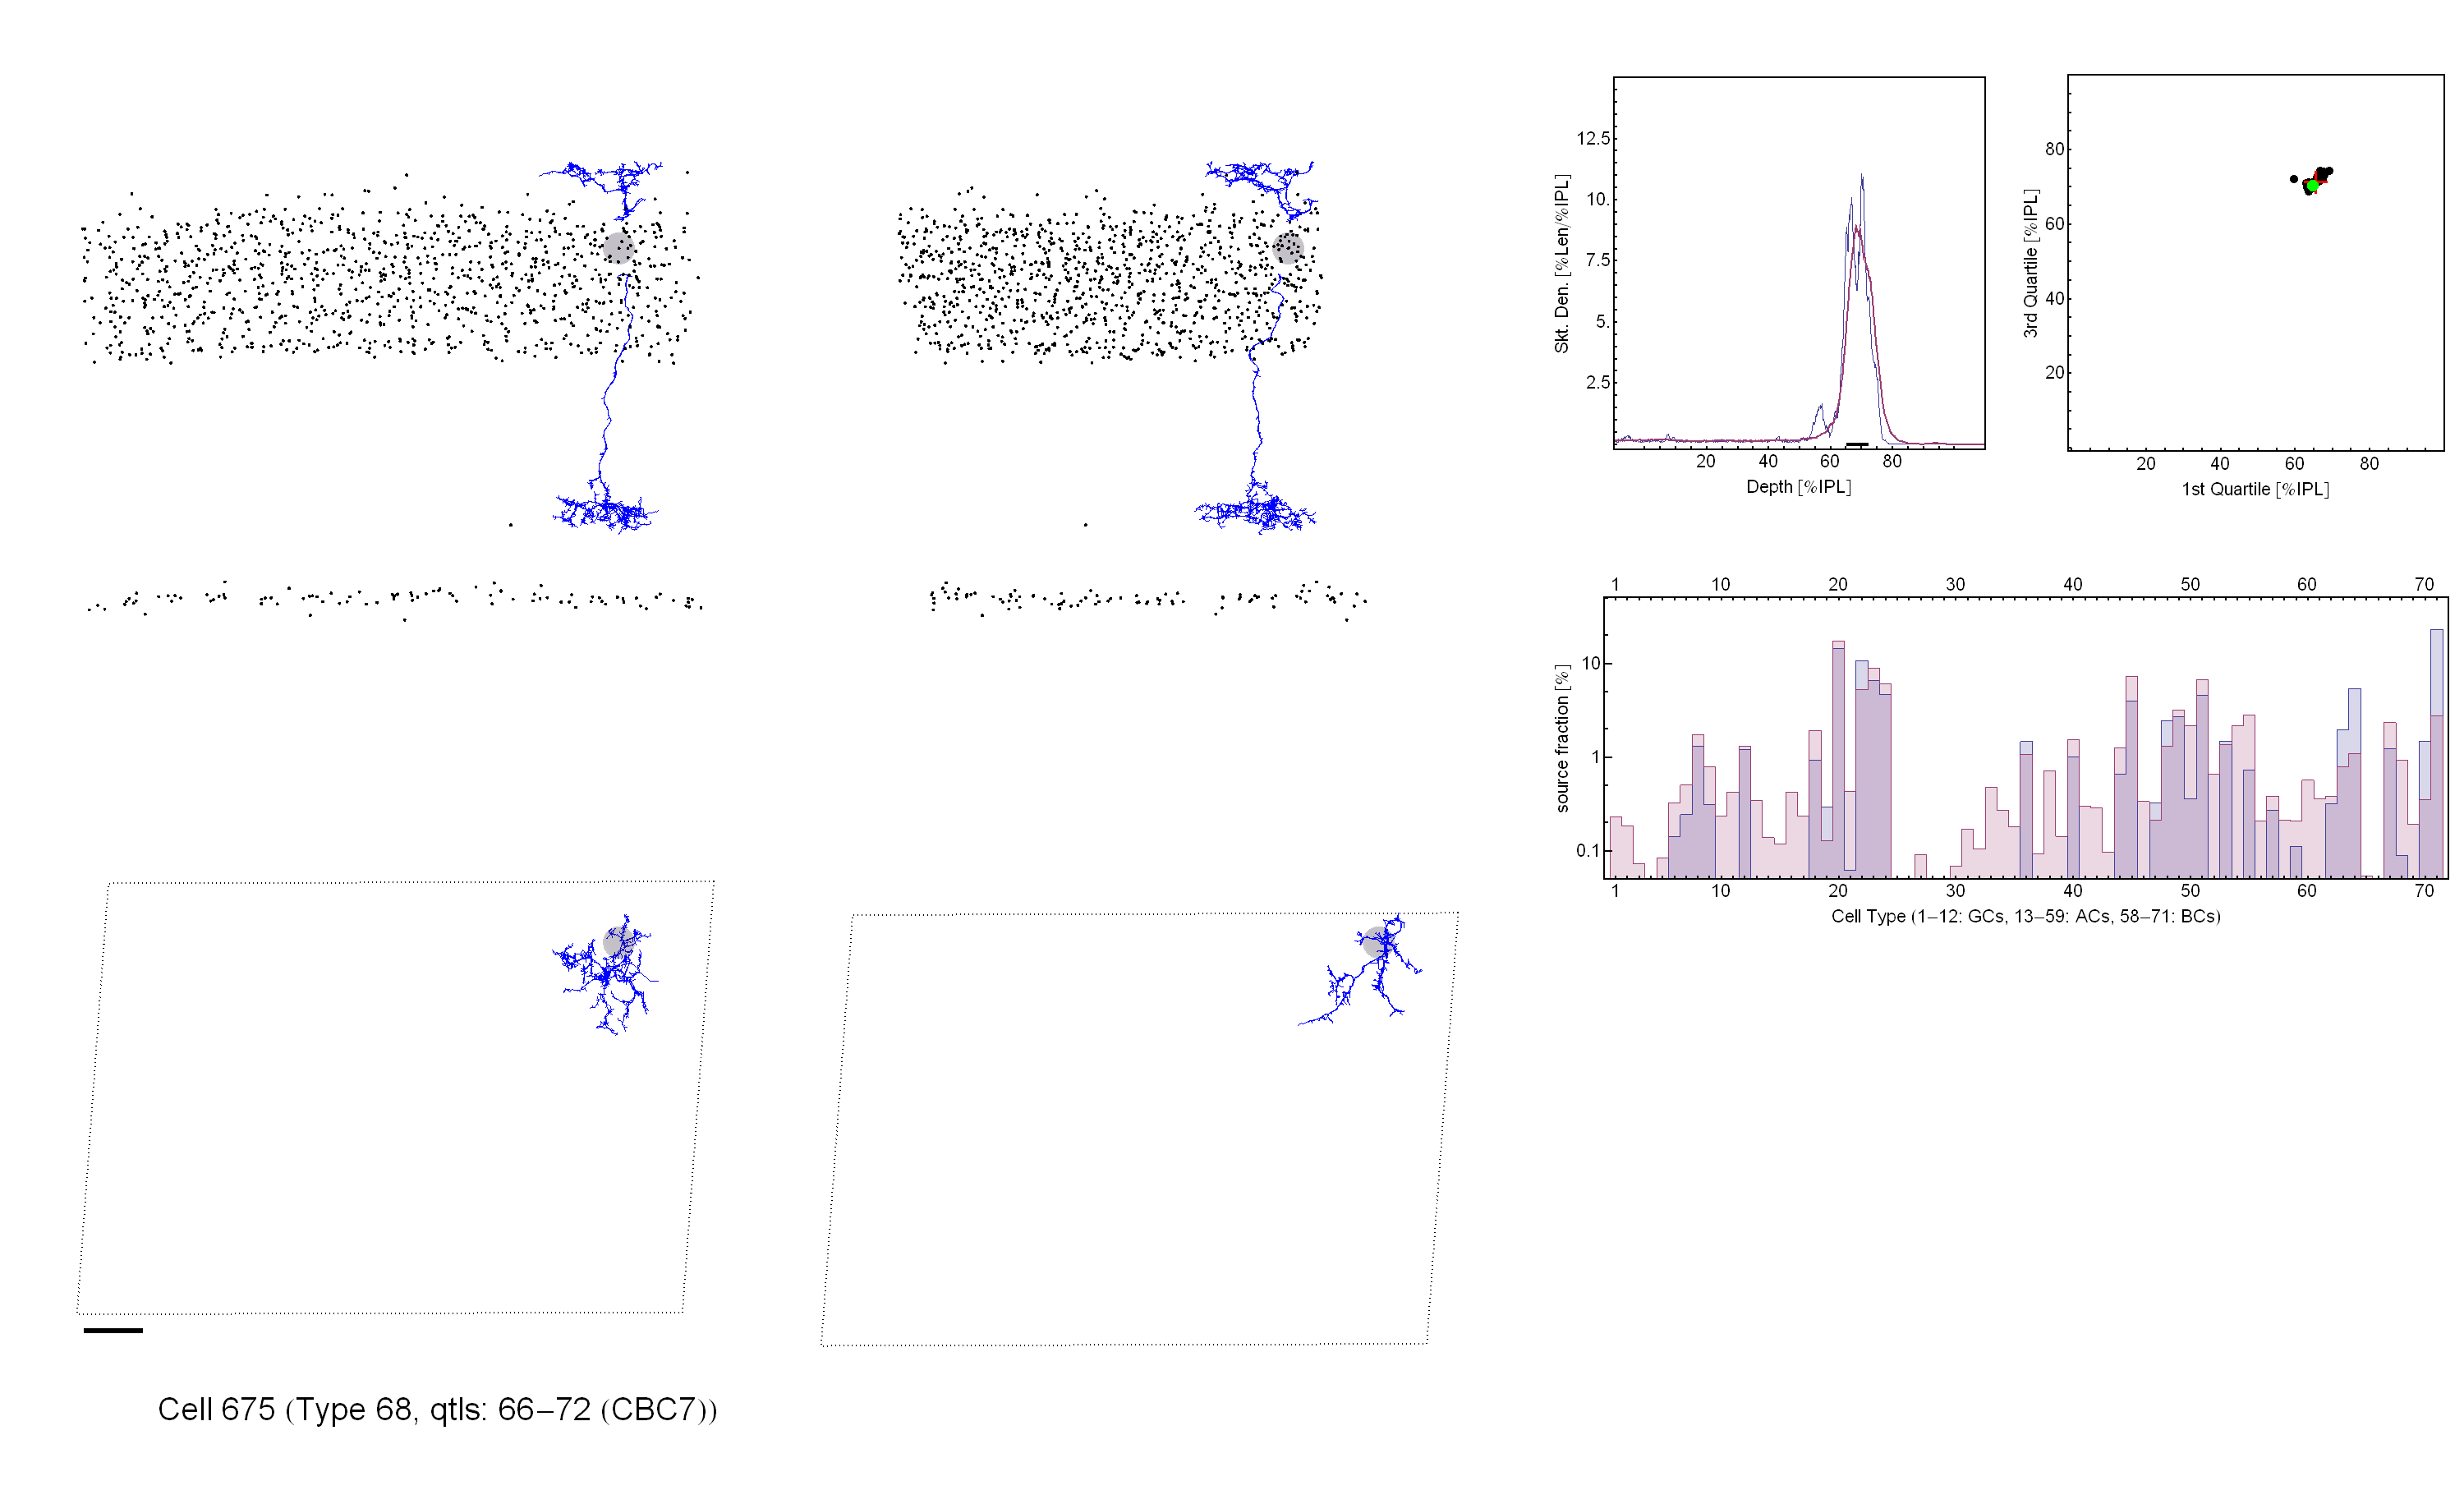 12.5
10.
7.5
5.
2.5
Skt. Den. [%Len/%IPL]
20 40 60 80
Depth [%IPL]
80
60
40
20
3rd Quartile [%IPL]
20 40 60 80
1st Quartile [%IPL]
1 10 20 30 40 50 60 70
10
1
0.1
source fraction [%]
1 10 20 30 40 50 60 70
Cell Type (1–12: GCs, 13–59: ACs, 58–71: BCs)
Cell 675 (Type 68, qtls: 66–72 (CBC7))